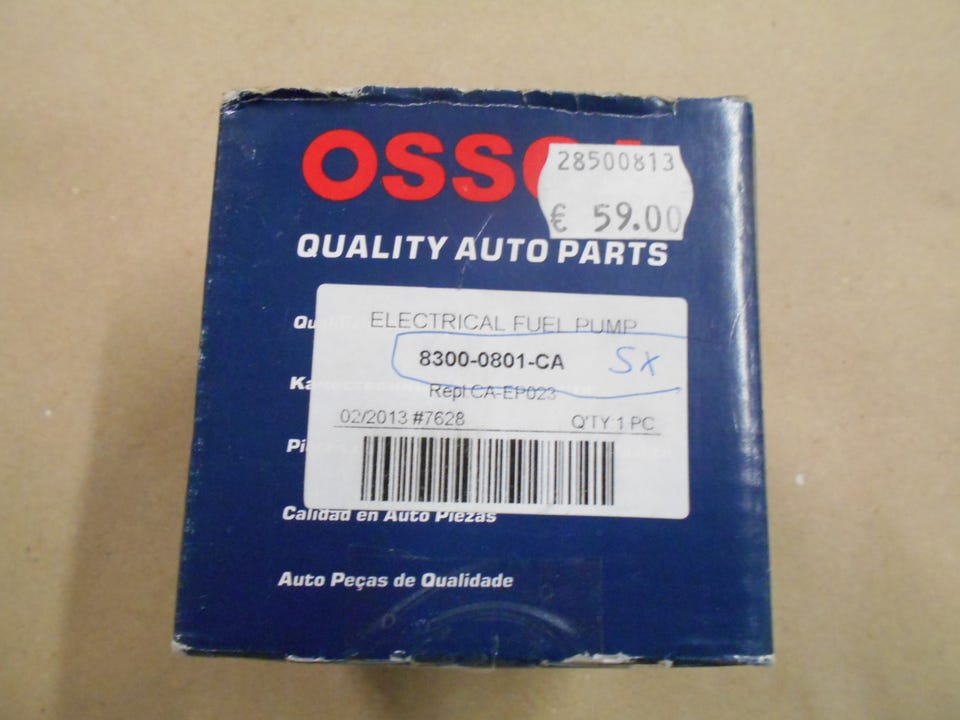 OSSC
28500813
€ 59.00
QUALITY AUTO PARTS
ELECTRICAL FUEL PUMP
8300-0801-CA SX
Repl.CA-EP023
02/2013 #7628 Q'TY 1 PC
Calidad en Auto Piezas
Auto Peças de Qualidade